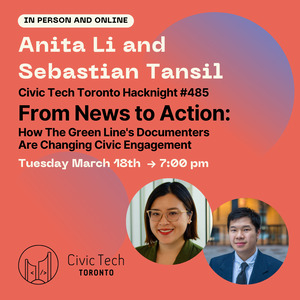 IN PERSON AND ONLINE
Anita Li and
Sebastian Tansil
Civic Tech Toronto Hacknight #485
From News to Action:
How The Green Line's Documenters
Are Changing Civic Engagement
Tuesday March 18th → 7:00 pm
Civic Tech
TORONTO